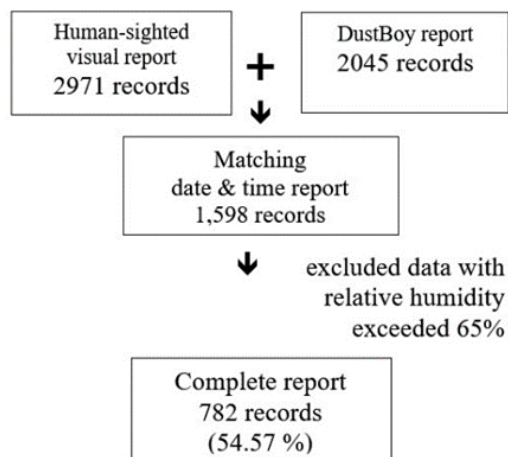 Human-sighted
visual report
2971 records
+
DustBoy report
2045 records
Matching
date & time report
1,598 records
excluded data with
relative humidity
exceeded 65%
Complete report
782 records
(54.57 %)